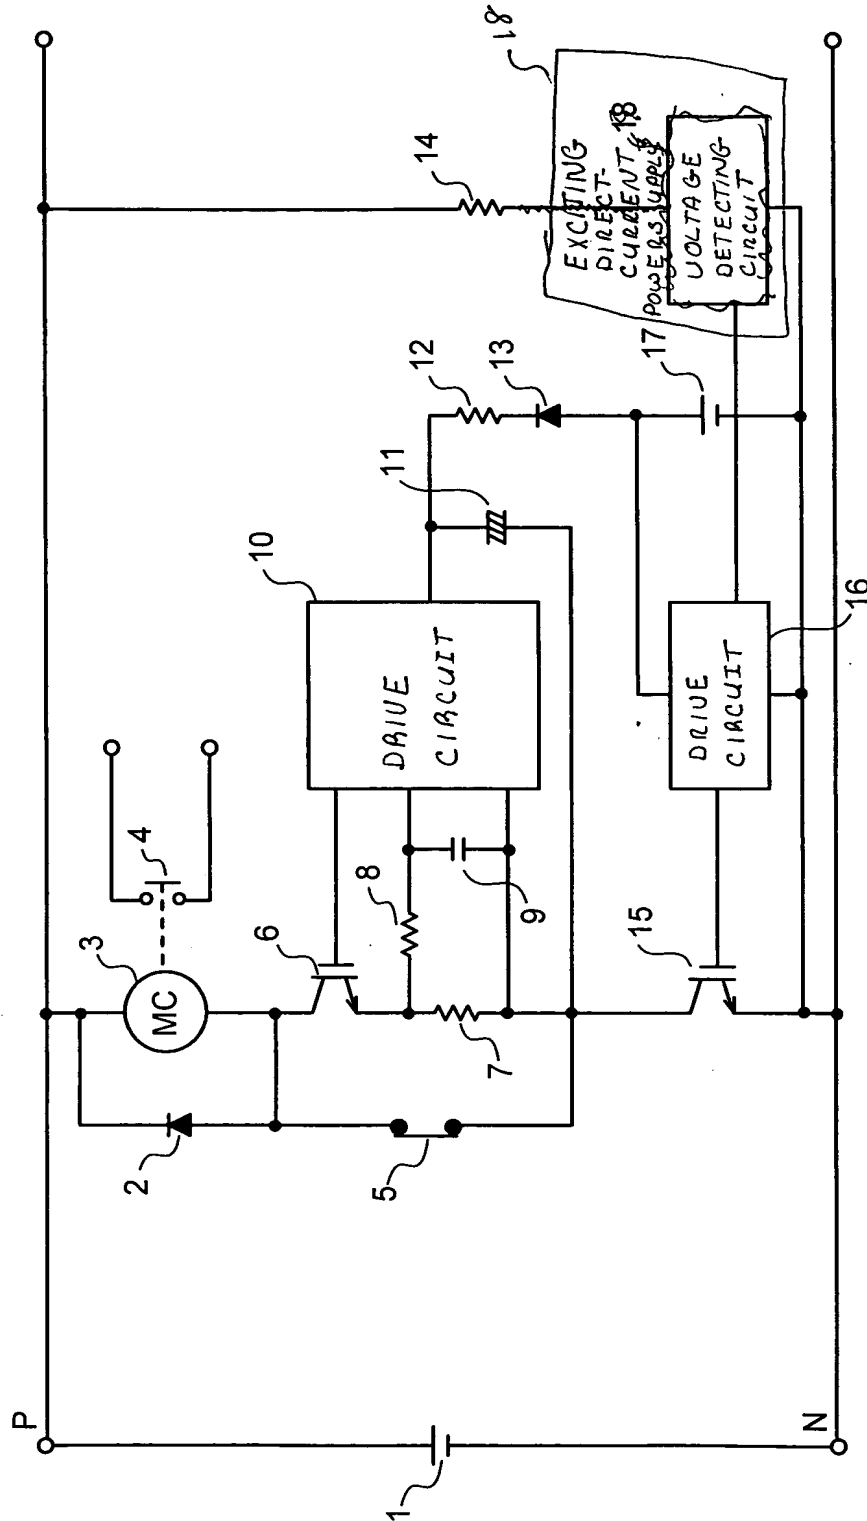 P
N
1
2
3
MC
4
5
6
7
8
9
10
DRIVE
CIRCUIT
11
12
13
14
15
16
DRIVE
CIRCUIT
17
18
18
EXCITING
DIRECT-
CURRENT
POWER SUPPLY
VOLTAGE
DETECTING
CIRCUIT